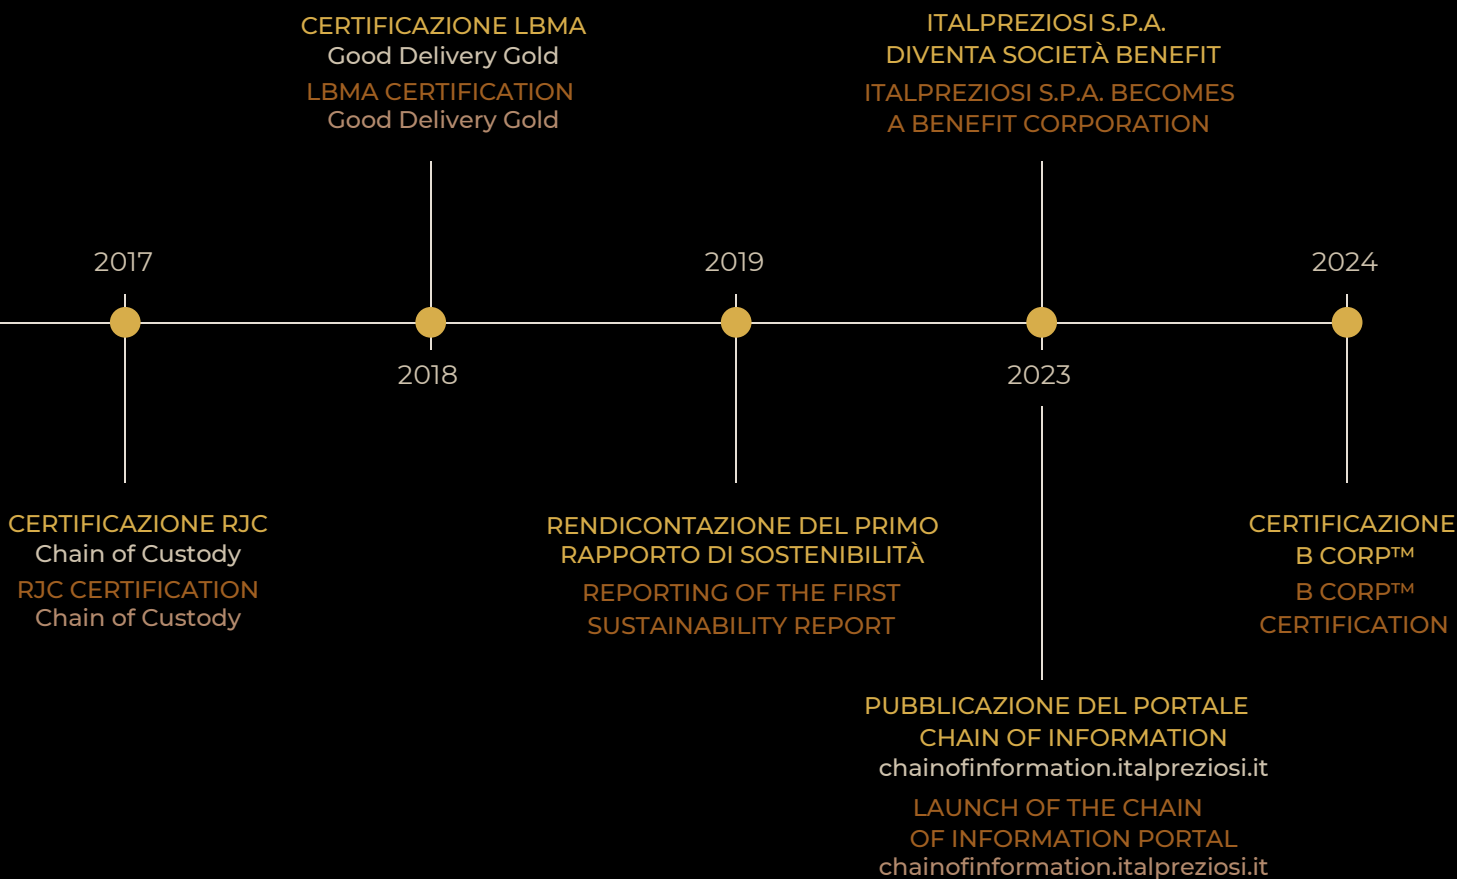 CERTIFICAZIONE LBMA
Good Delivery Gold
LBMA CERTIFICATION
Good Delivery Gold
ITALPREZIOSI S.P.A.
DIVENTA SOCIETÀ BENEFIT
ITALPREZIOSI S.P.A. BECOMES
A BENEFIT CORPORATION
2017
2019
2024
2018
2023
CERTIFICAZIONE RJC
Chain of Custody
RJC CERTIFICATION
Chain of Custody
RENDICONTAZIONE DEL PRIMO
RAPPORTO DI SOSTENIBILITÀ
REPORTING OF THE FIRST
SUSTAINABILITY REPORT
CERTIFICAZIONE
B CORP™
B CORP™
CERTIFICATION
PUBBLICAZIONE DEL PORTALE
CHAIN OF INFORMATION
chainofinformation.italpreziosi.it
LAUNCH OF THE CHAIN
OF INFORMATION PORTAL
chainofinformation.italpreziosi.it